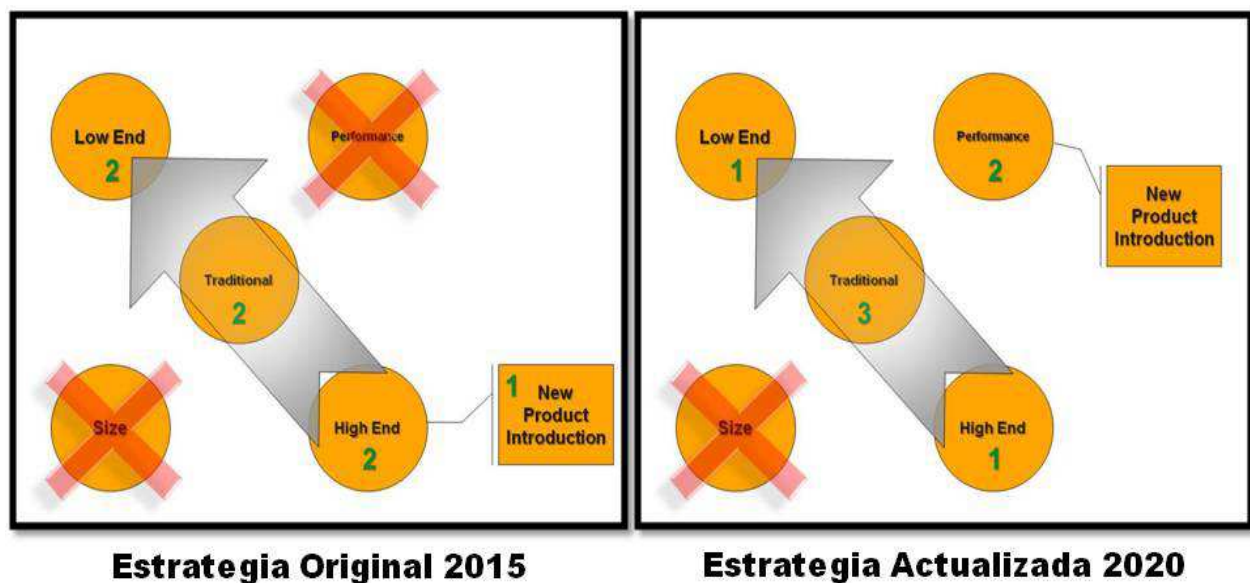 Low End
2
Performance
Traditional
2
Size
High End
2
1
New
Product
Introduction
Estrategia Original 2015
Low End
1
Performance
2
New
Product
Introduction
Traditional
3
Size
High End
1
Estrategia Actualizada 2020